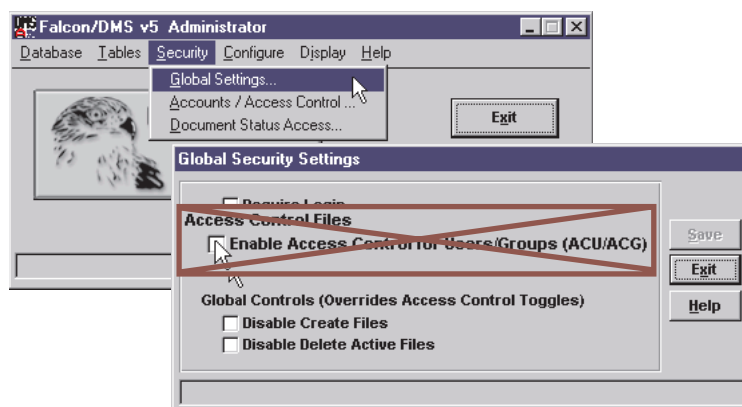 Falcon/DMS v5 Administrator
Database Tables Security Configure Display Help
Global Settings...
Accounts / Access Control ...
Document Status Access...
Exit
Global Security Settings
Require Login
Access Control Files
Enable Access Control for Users/Groups (ACU/ACG)
Save
Exit
Global Controls (Overrides Access Control Toggles)
Help
Disable Create Files
Disable Delete Active Files